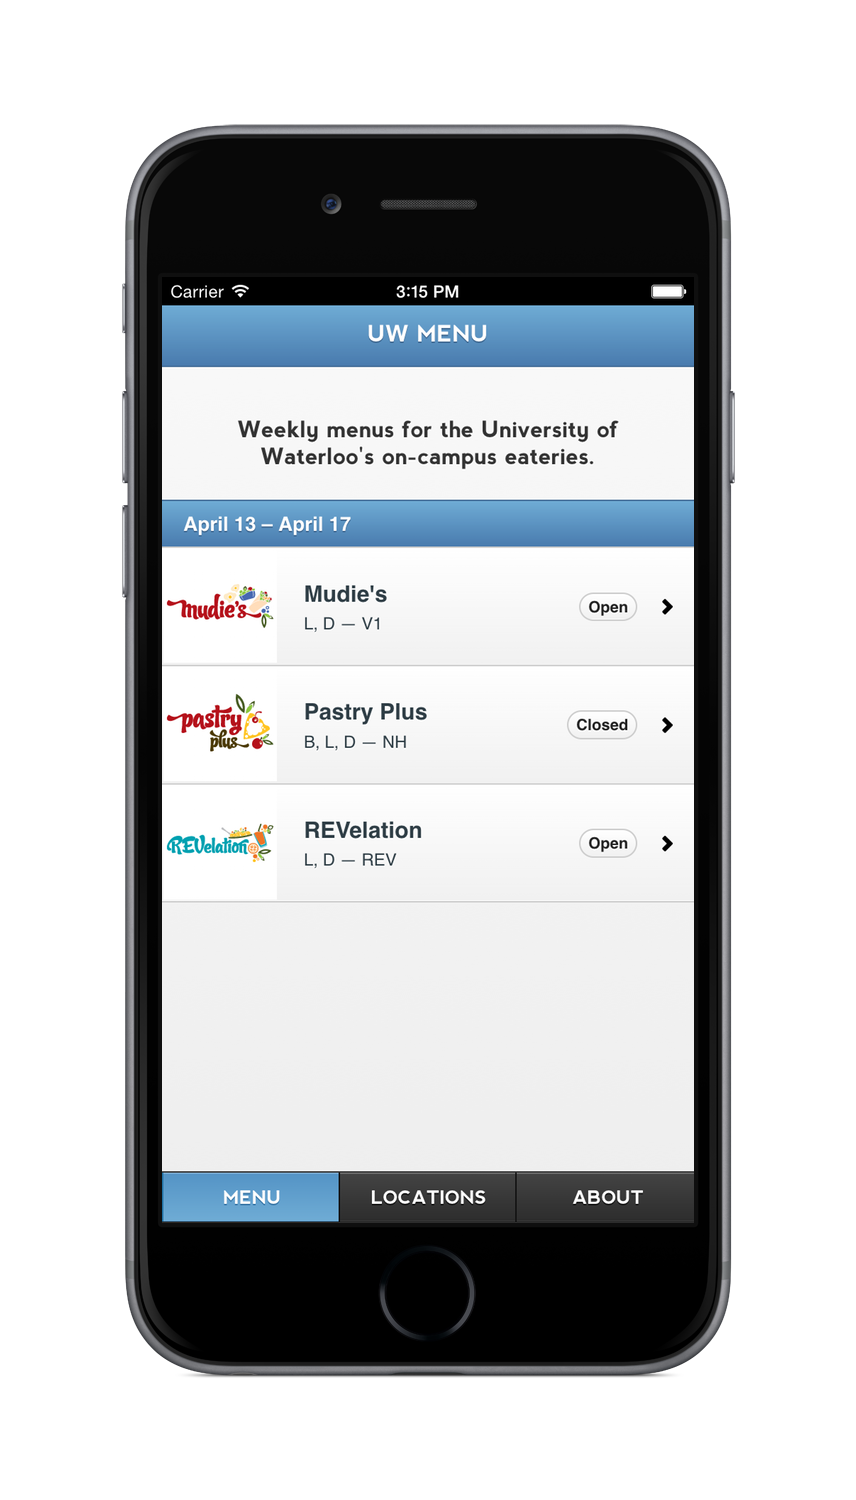 Carrier 3:15 PM
UW MENU
Weekly menus for the University of
Waterloo's on-campus eateries.
April 13 – April 17
mudie's
Mudie's
L, D — V1
Open
pastry
plus
Pastry Plus
B, L, D — NH
Closed
REVelation
REVelation
L, D — REV
Open
MENU LOCATIONS ABOUT